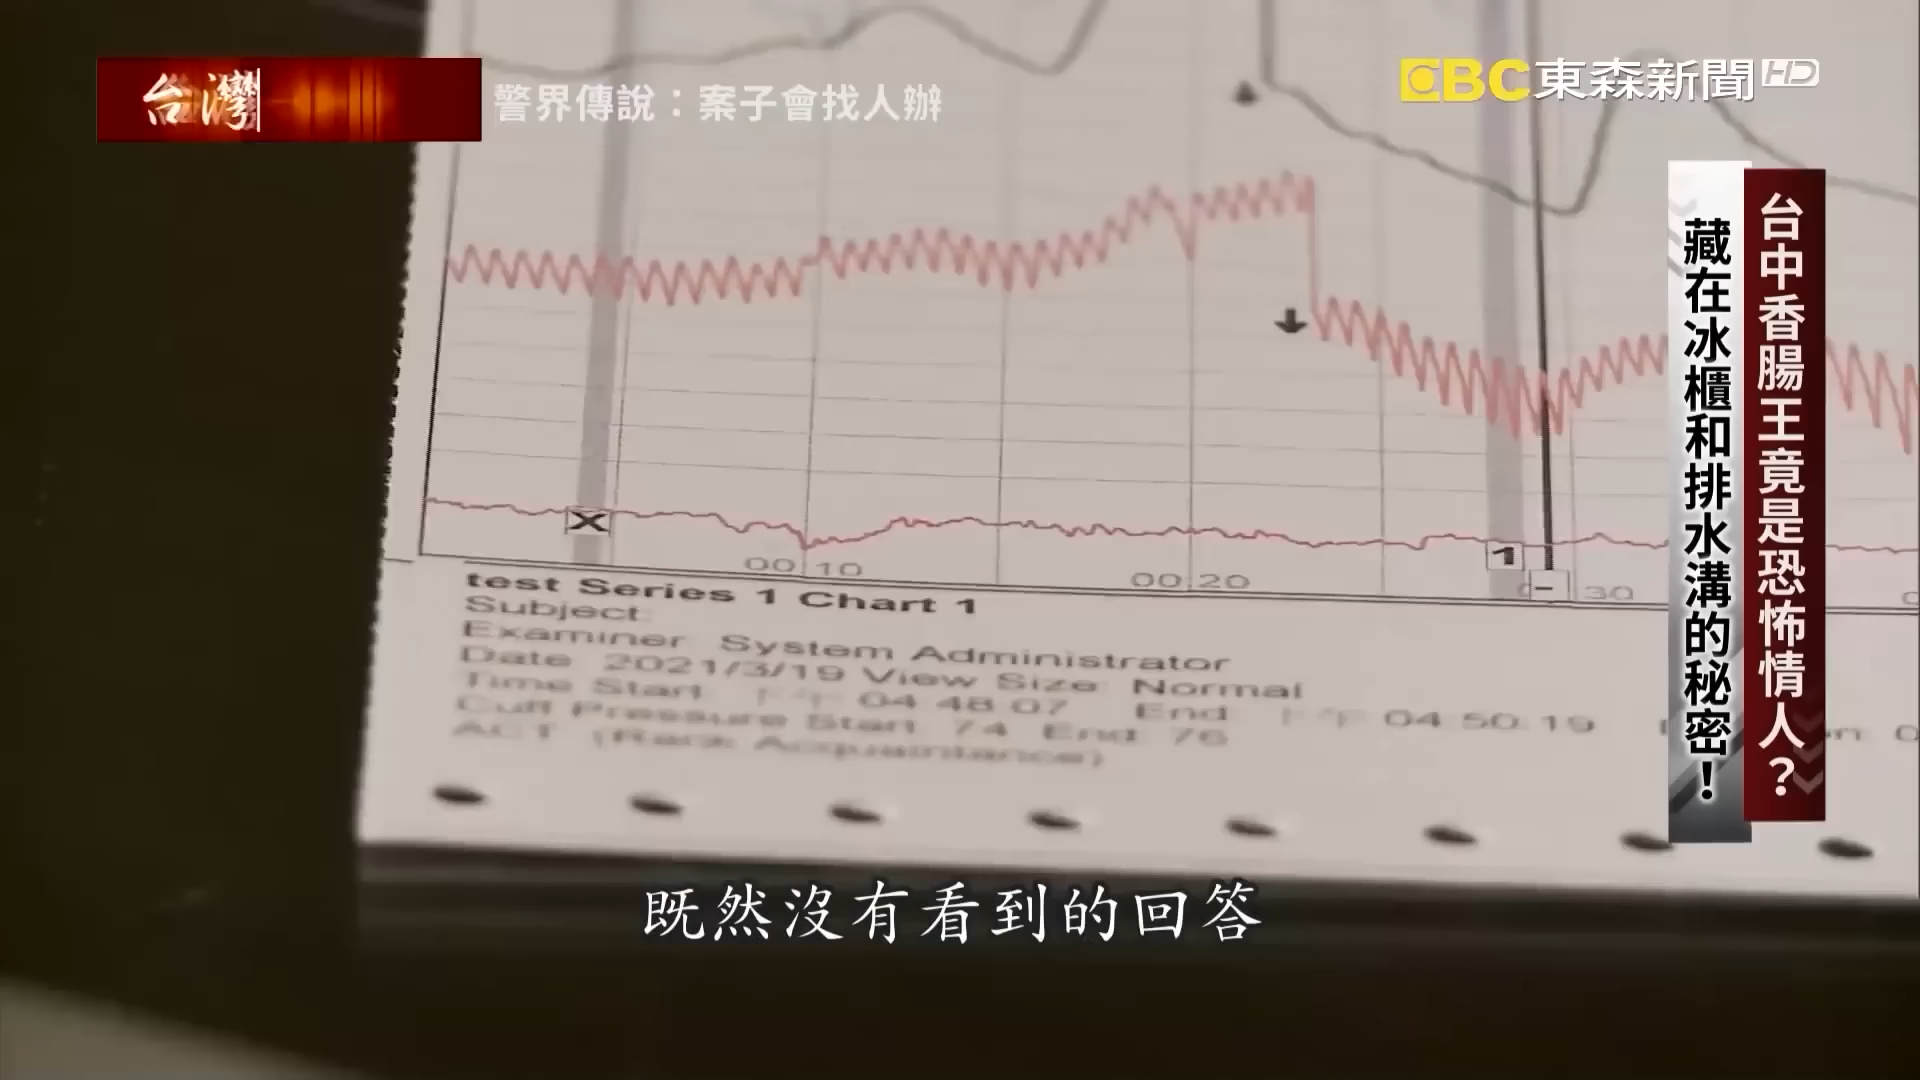 台灣
警界傳說：案子會找人辦
EBC東森新聞HD
台中香腸王竟是恐怖情人？
藏在冰櫃和排水溝的秘密！
X
1
-
00:10
00:20
30
test Series 1 Chart 1
Subject:
Examiner: System Administrator
Date: 2021/3/19 View Size: Normal
Time Start: 04:48:07 End: 04:50:19
Cuff Pressure Start: 74 End: 76
ACT (Rank Acquaintance)
既然沒有看到的回答